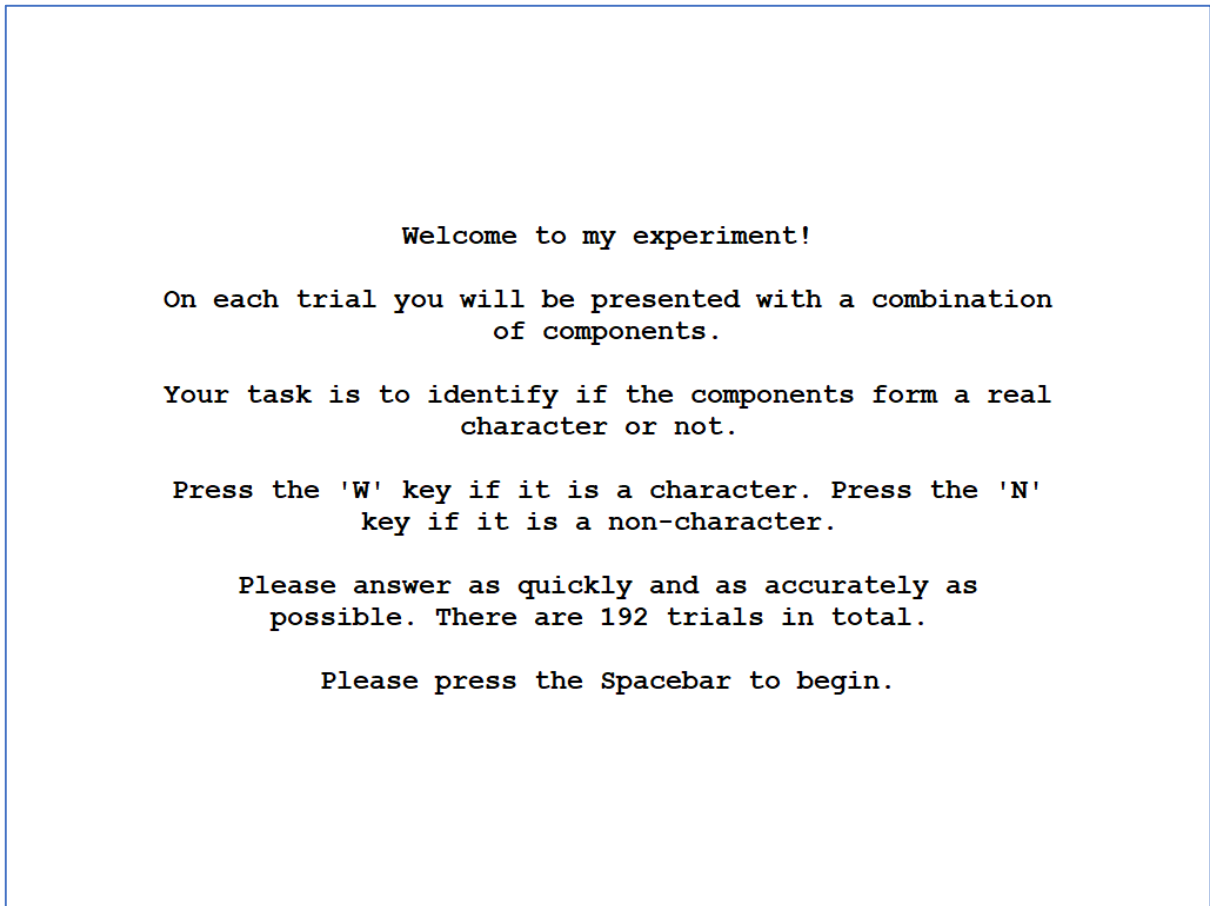 Welcome to my experiment!
On each trial you will be presented with a combination
of components.
Your task is to identify if the components form a real
character or not.
Press the 'W' key if it is a character. Press the 'N'
key if it is a non-character.
Please answer as quickly and as accurately as
possible. There are 192 trials in total.
Please press the Spacebar to begin.